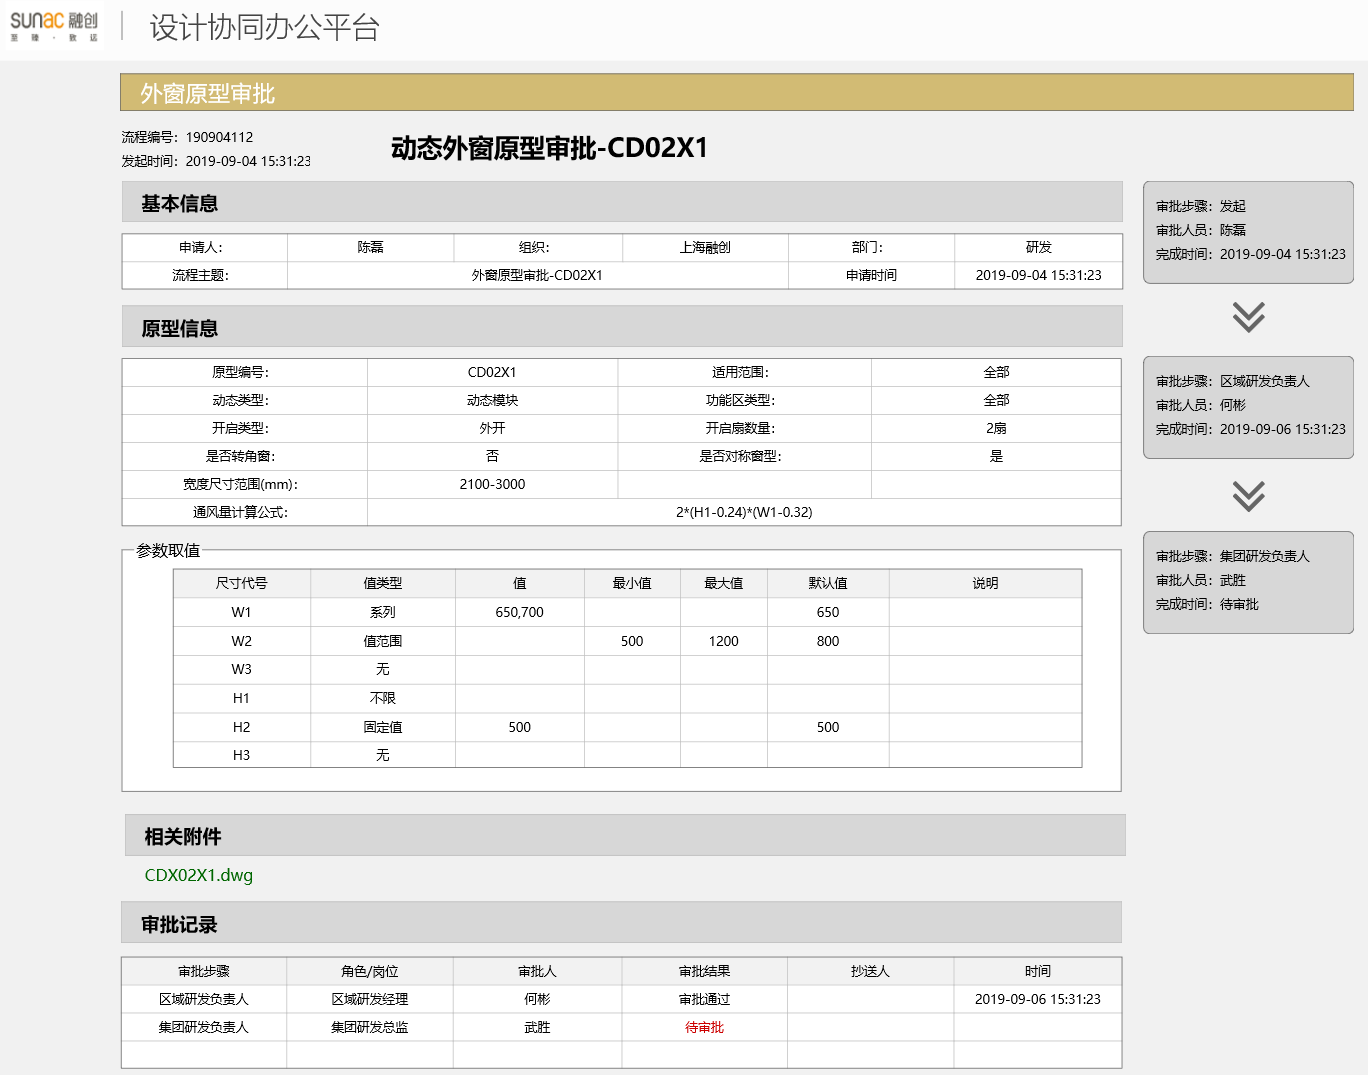 sunac 融创
至臻·致远
设计协同办公平台
外窗原型审批
流程编号：190904112
发起时间：2019-09-04 15:31:23
动态外窗原型审批-CD02X1
基本信息
申请人： 陈磊 组织： 上海融创 部门： 研发
流程主题： 外窗原型审批-CD02X1 申请时间 2019-09-04 15:31:23
原型信息
原型编号： CD02X1 适用范围： 全部
动态类型： 动态模块 功能区类型： 全部
开启类型： 外开 开启扇数量： 2扇
是否转角窗： 否 是否对称窗型： 是
宽度尺寸范围(mm)： 2100-3000
通风量计算公式： 2*(H1-0.24)*(W1-0.32)
参数取值
尺寸代号 值类型 值 最小值 最大值 默认值 说明
W1 系列 650,700 650
W2 值范围 500 1200 800
W3 无
H1 不限
H2 固定值 500 500
H3 无
相关附件
CDX02X1.dwg
审批记录
审批步骤 角色/岗位 审批人 审批结果 抄送人 时间
区域研发负责人 区域研发经理 何彬 审批通过 2019-09-06 15:31:23
集团研发负责人 集团研发总监 武胜 待审批
审批步骤：发起
审批人员：陈磊
完成时间：2019-09-04 15:31:23
审批步骤：区域研发负责人
审批人员：何彬
完成时间：2019-09-06 15:31:23
审批步骤：集团研发负责人
审批人员：武胜
完成时间：待审批